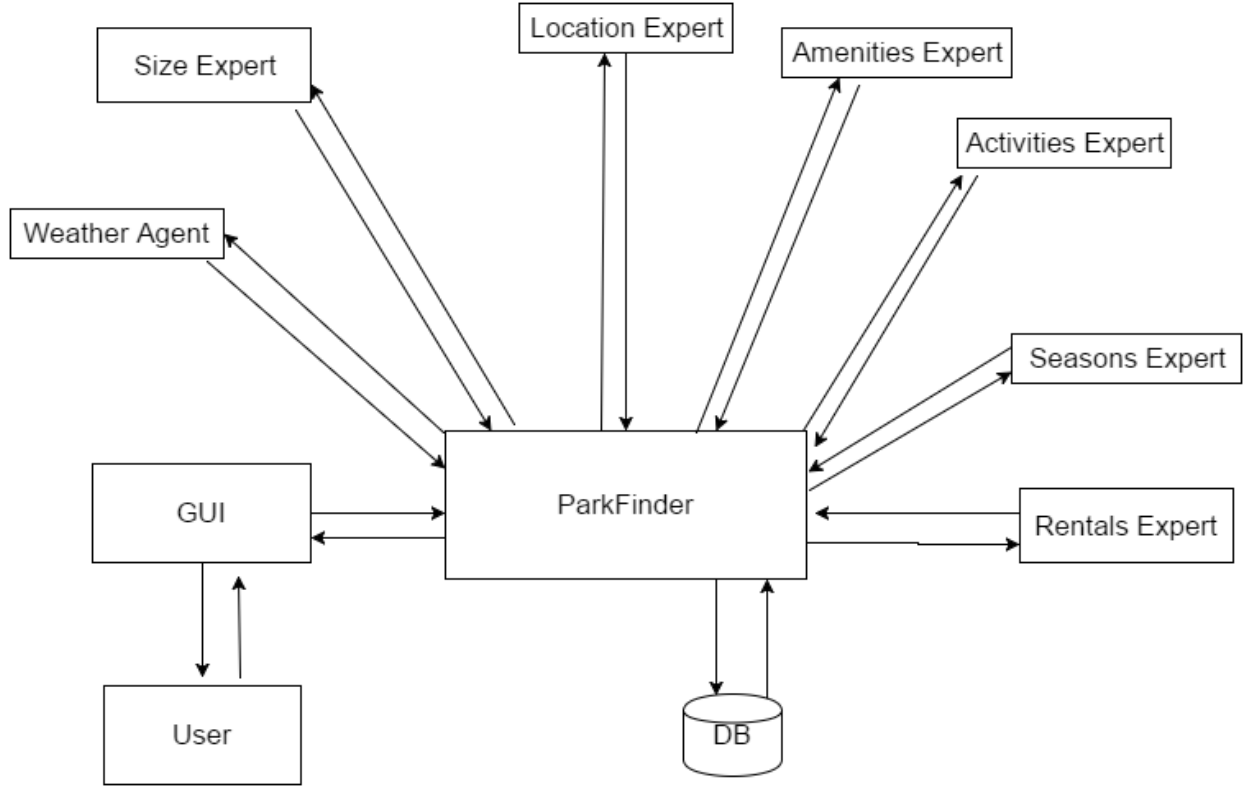 Location Expert
Size Expert
Amenities Expert
Activities Expert
Weather Agent
Seasons Expert
GUI
ParkFinder
Rentals Expert
User
DB